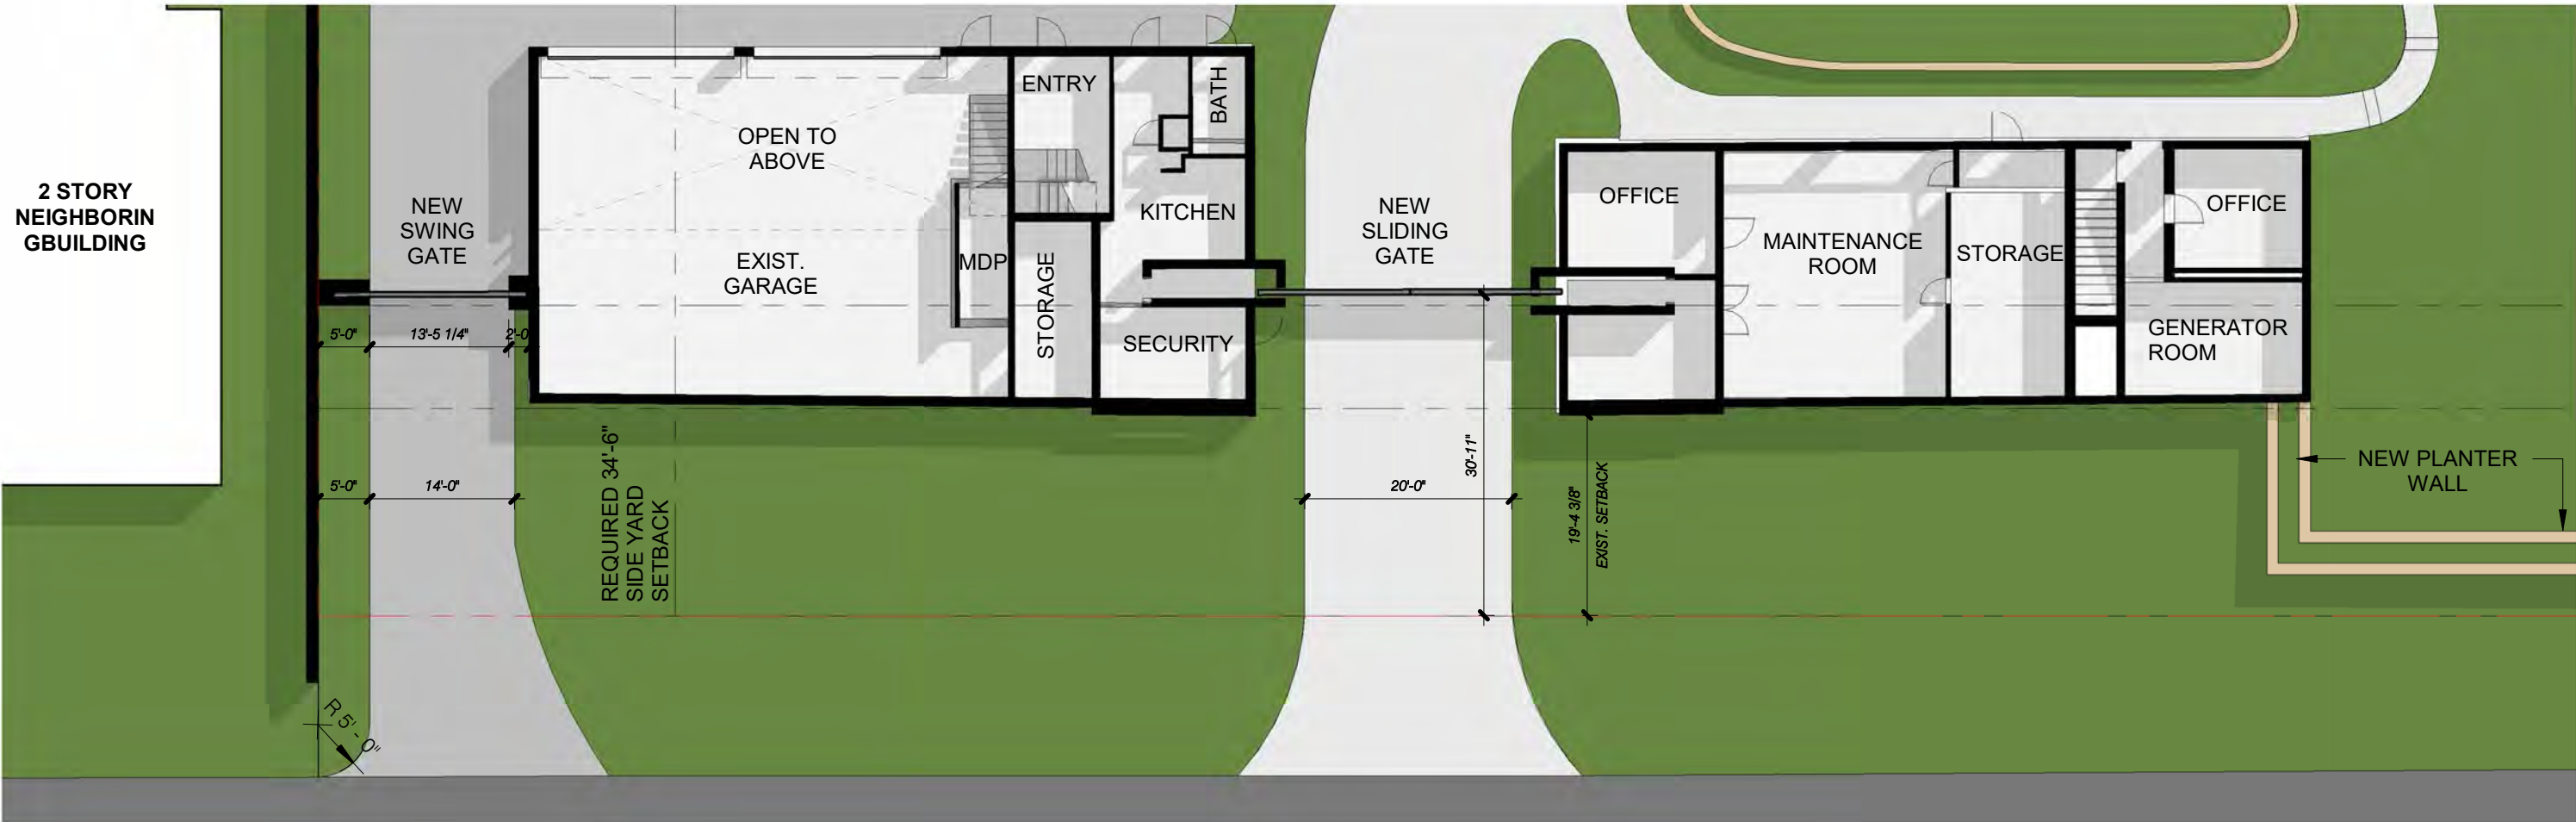 2 STORY
NEIGHBORIN
GBUILDING
NEW
SWING
GATE
OPEN TO
ABOVE
EXIST.
GARAGE
MDP
ENTRY
BATH
KITCHEN
STORAGE
SECURITY
NEW
SLIDING
GATE
OFFICE
MAINTENANCE
ROOM
STORAGE
OFFICE
GENERATOR
ROOM
5'-0"
13'-5 1/4"
2'-0
5'-0"
14'-0"
REQUIRED 34'-6"
SIDE YARD
SETBACK
20'-0"
30'-11"
19'-4 3/8"
EXIST. SETBACK
NEW PLANTER
WALL
R 5' - 0"